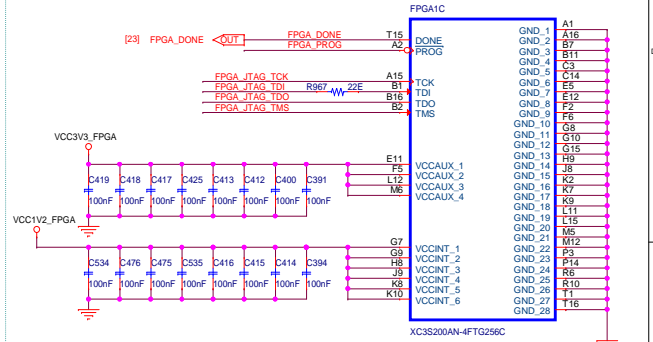 FPGA1C
[23] FPGA_DONE OUT FPGA_DONE T15 DONE GND_1 A1
FPGA_PROG A2 PROG GND_2 A16
GND_3 B7
GND_4 B11
GND_5 C3
FPGA_JTAG_TCK A15 TCK GND_6 C14
FPGA_JTAG_TDI R967 22E B1 TDI GND_7 E5
FPGA_JTAG_TDO B16 TDO GND_8 E12
FPGA_JTAG_TMS B2 TMS GND_9 F2
GND_10 F6
GND_11 G8
GND_12 G10
VCC3V3_FPGA
GND_13 G15
E11 VCCAUX_1 GND_14 H9
F5 VCCAUX_2 GND_15 J8
L12 VCCAUX_3 GND_16 K2
M6 VCCAUX_4 GND_17 K7
C419 C418 C417 C425 C413 C412 C400 C391
100nF 100nF 100nF 100nF 100nF 100nF 100nF 100nF
GND_18 K9
GND_19 L11
GND_20 L15
VCC1V2_FPGA
GND_21 M5
G7 VCCINT_1 GND_22 M12
G9 VCCINT_2 GND_23 P3
H8 VCCINT_3 GND_24 P14
J9 VCCINT_4 GND_25 R6
K8 VCCINT_5 GND_26 R10
K10 VCCINT_6 GND_27 T1
GND_28 T16
C534 C476 C475 C535 C416 C415 C414 C394
100nF 100nF 100nF 100nF 100nF 100nF 100nF 100nF
XC3S200AN-4FTG256C